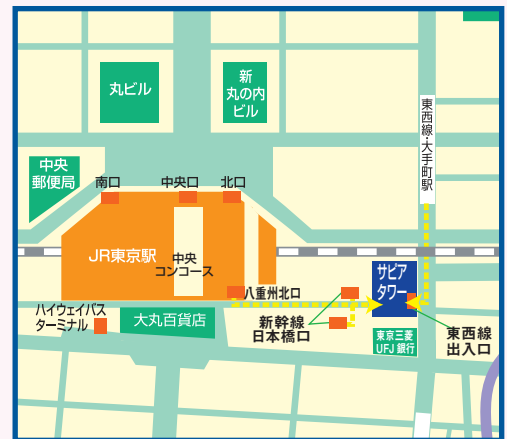 丸ビル
新
丸の内
ビル
東西線・大手町駅
中央
郵便局
南口
中央口
北口
JR東京駅
中央
コンコース
サピア
タワー
八重州北口
ハイウェイバス
ターミナル
大丸百貨店
新幹線
日本橋口
東京三菱
UFJ銀行
東西線
出入口